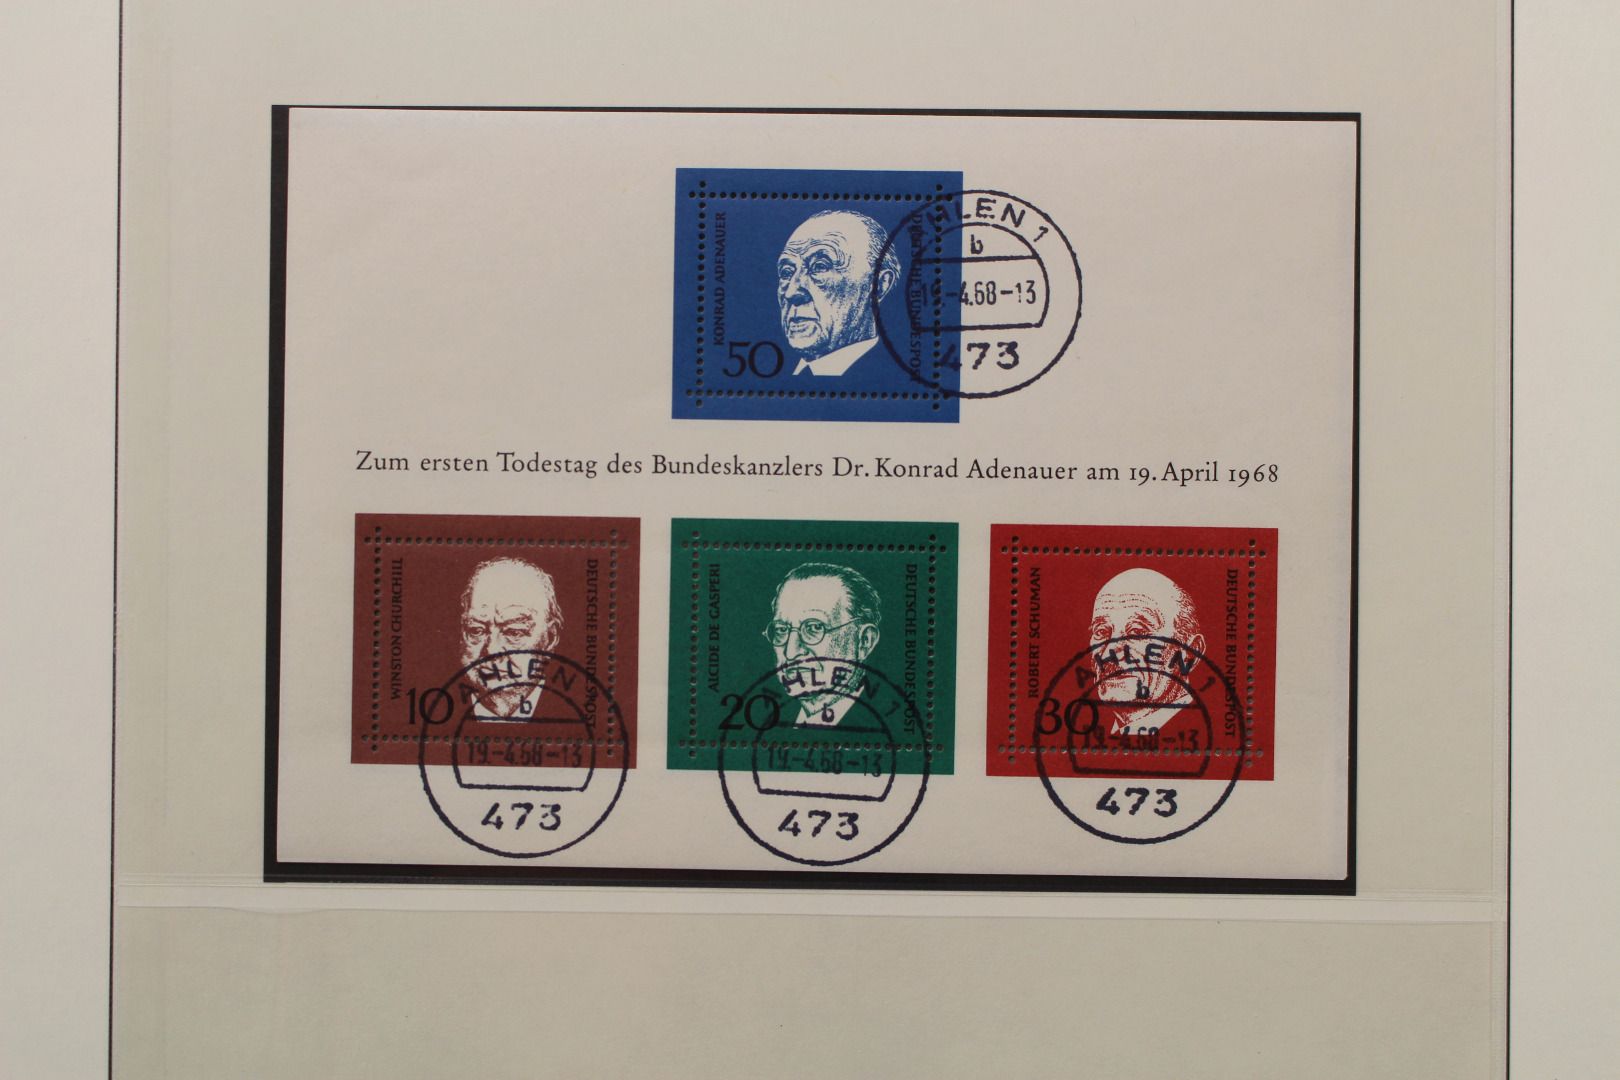 KONRAD ADENAUER
50
DEUTSCHE BUNDESPOST
AHLEN 1
b
19.-4.68-13
473
Zum ersten Todestag des Bundeskanzlers Dr. Konrad Adenauer am 19. April 1968
WINSTON CHURCHILL
10
DEUTSCHE BUNDESPOST
AHLEN 1
b
19.-4.68-13
473
ALCIDE DE GASPERI
20
DEUTSCHE BUNDESPOST
AHLEN 1
b
19.-4.68-13
473
ROBERT SCHUMAN
30
DEUTSCHE BUNDESPOST
AHLEN 1
b
19.-4.68-13
473